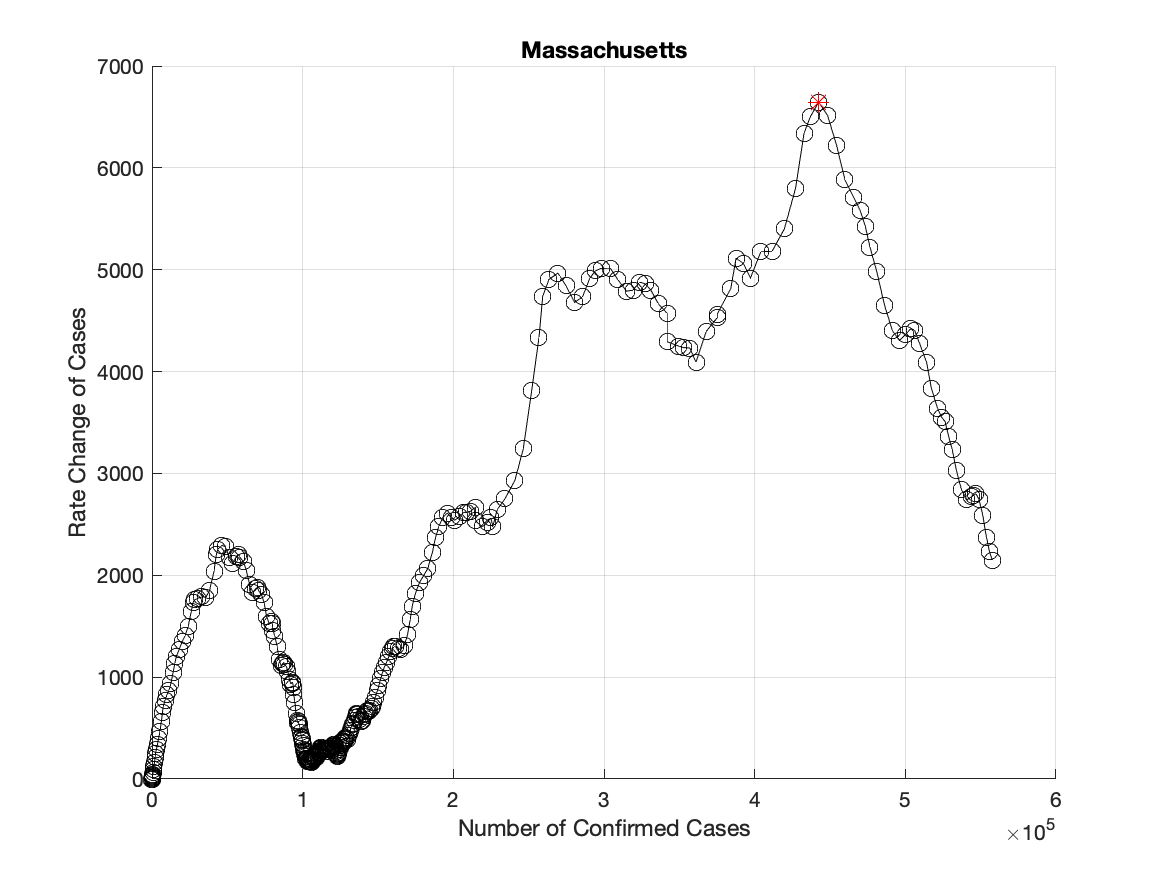 Massachusetts
7000
6000
5000
4000
3000
2000
1000
0
Rate Change of Cases
0 1 2 3 4 5 6
Number of Confirmed Cases
×10^5